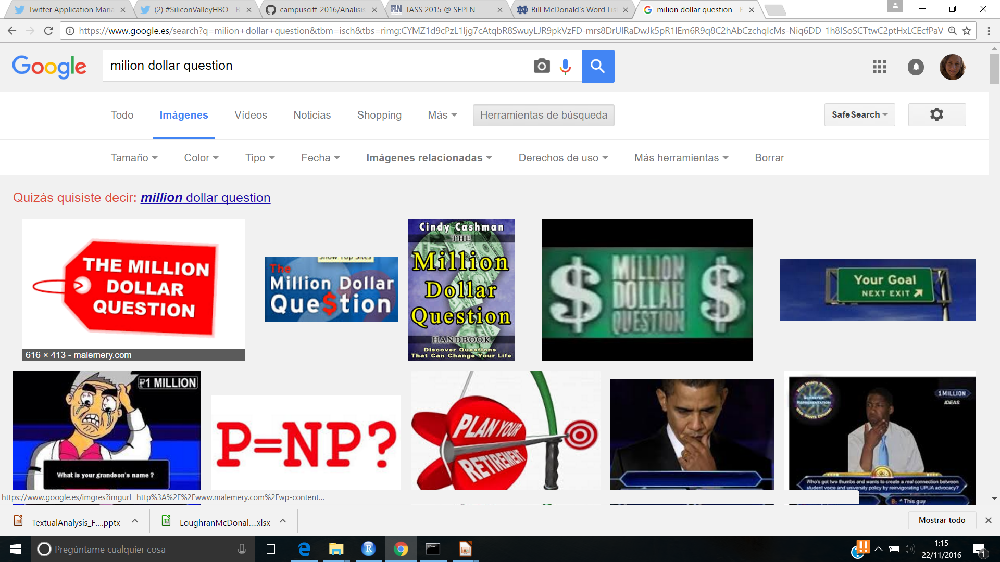 Twitter Application Mana
(2) #SiliconValleyHBO - B
campusciff-2016/Analisis
TASS 2015 @ SEPLN
Bill McDonald's Word Lis
milion dollar question - B
https://www.google.es/search?q=milion+dollar+question&tbm=isch&tbs=rimg:CYMZ1d9cPzL1Ijg7cAtqbR8SwuyLJR9pkVzFD-mrs8DrUlRaDwJk5pR1lEm6R9q8C2hAbCzchqIcMs-Niq6DD_1h8ISoSCTtwC2ptHxLCEcfPaV
Google
milion dollar question
Todo
Imágenes
Vídeos
Noticias
Shopping
Más
Herramientas de búsqueda
SafeSearch
Tamaño
Color
Tipo
Fecha
Imágenes relacionadas
Derechos de uso
Más herramientas
Borrar
Quizás quisiste decir: million dollar question
THE MILLION
DOLLAR
QUESTION
616 × 413 - malemery.com
Show Top Sites
The
Million Dollar
Que$tion
Cindy Cashman
THE
Million
Dollar
Question
HANDBOOK
Discover Questions
That Can Change Your Life
$ MILLION DOLLAR QUESTION $
Your Goal
NEXT EXIT
₱1 MILLION
What is your grandson's name ?
P=NP?
PLAN YOUR
RETIREMENT
SCHREYER
REPRESENTATION
1 MILLION
IDEAS
Who's got two thumbs and wants to create a real connection between
student voice and university policy by reinvigorating UPUA advocacy?
B: ^ This guy
https://www.google.es/imgres?imgurl=http%3A%2F%2Fwww.malemery.com%2Fwp-content...
TextualAnalysis_F....pptx
LoughranMcDonal....xlsx
Mostrar todo
Pregúntame cualquier cosa
1:15
22/11/2016
1